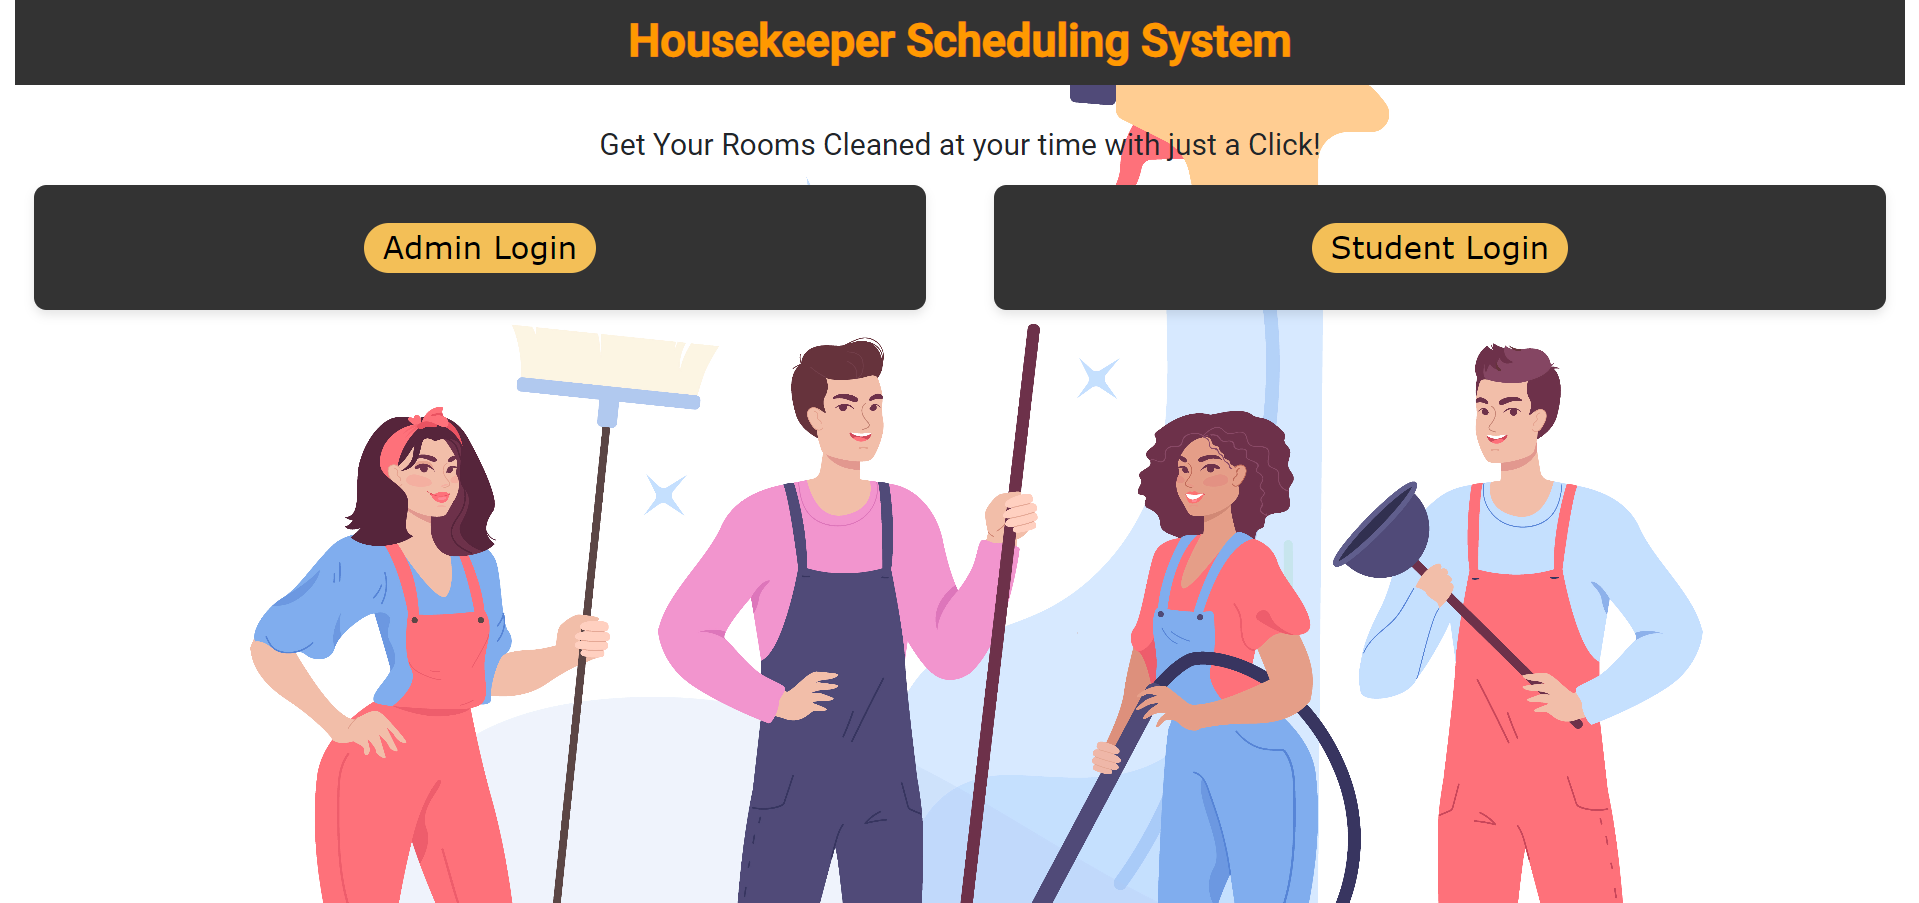 Housekeeper Scheduling System
Get Your Rooms Cleaned at your time with just a Click!
Admin Login
Student Login